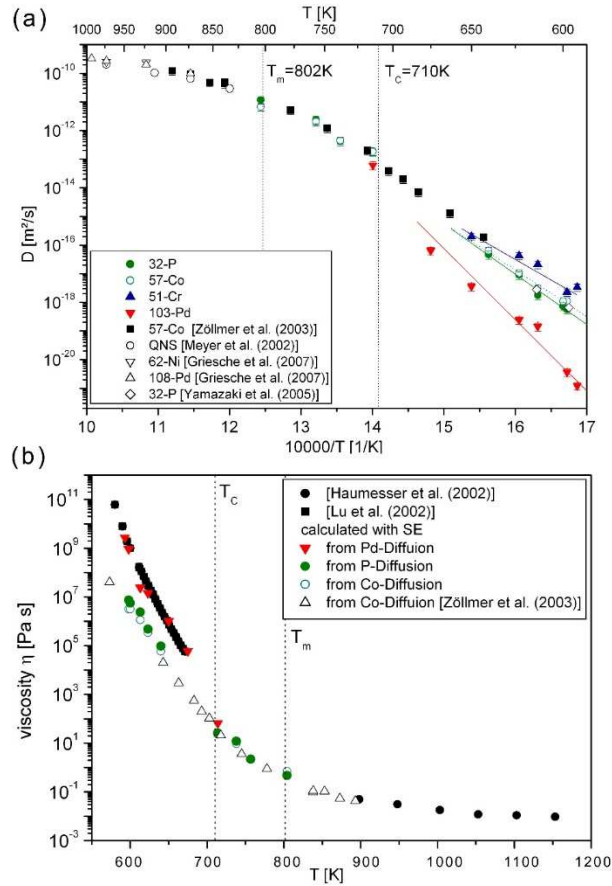 (a)
T [K]
1000 950 900 850 800 750 700 650 600
T_m=802K
T_C=710K
10^-10
10^-12
10^-14
10^-16
10^-18
10^-20
D [m²/s]
32-P
57-Co
51-Cr
103-Pd
57-Co [Zöllmer et al. (2003)]
QNS [Meyer et al. (2002)]
62-Ni [Griesche et al. (2007)]
108-Pd [Griesche et al. (2007)]
32-P [Yamazaki et al. (2005)]
10 11 12 13 14 15 16 17
10000/T [1/K]
(b)
T_C
T_m
[Haumesser et al. (2002)]
[Lu et al. (2002)]
calculated with SE
from Pd-Diffuion
from P-Diffusion
from Co-Diffusion
from Co-Diffuion [Zöllmer et al. (2003)]
10^11
10^9
10^7
10^5
10^3
10^1
10^-1
10^-3
viscosity η [Pa s]
600 700 800 900 1000 1100 1200
T [K]